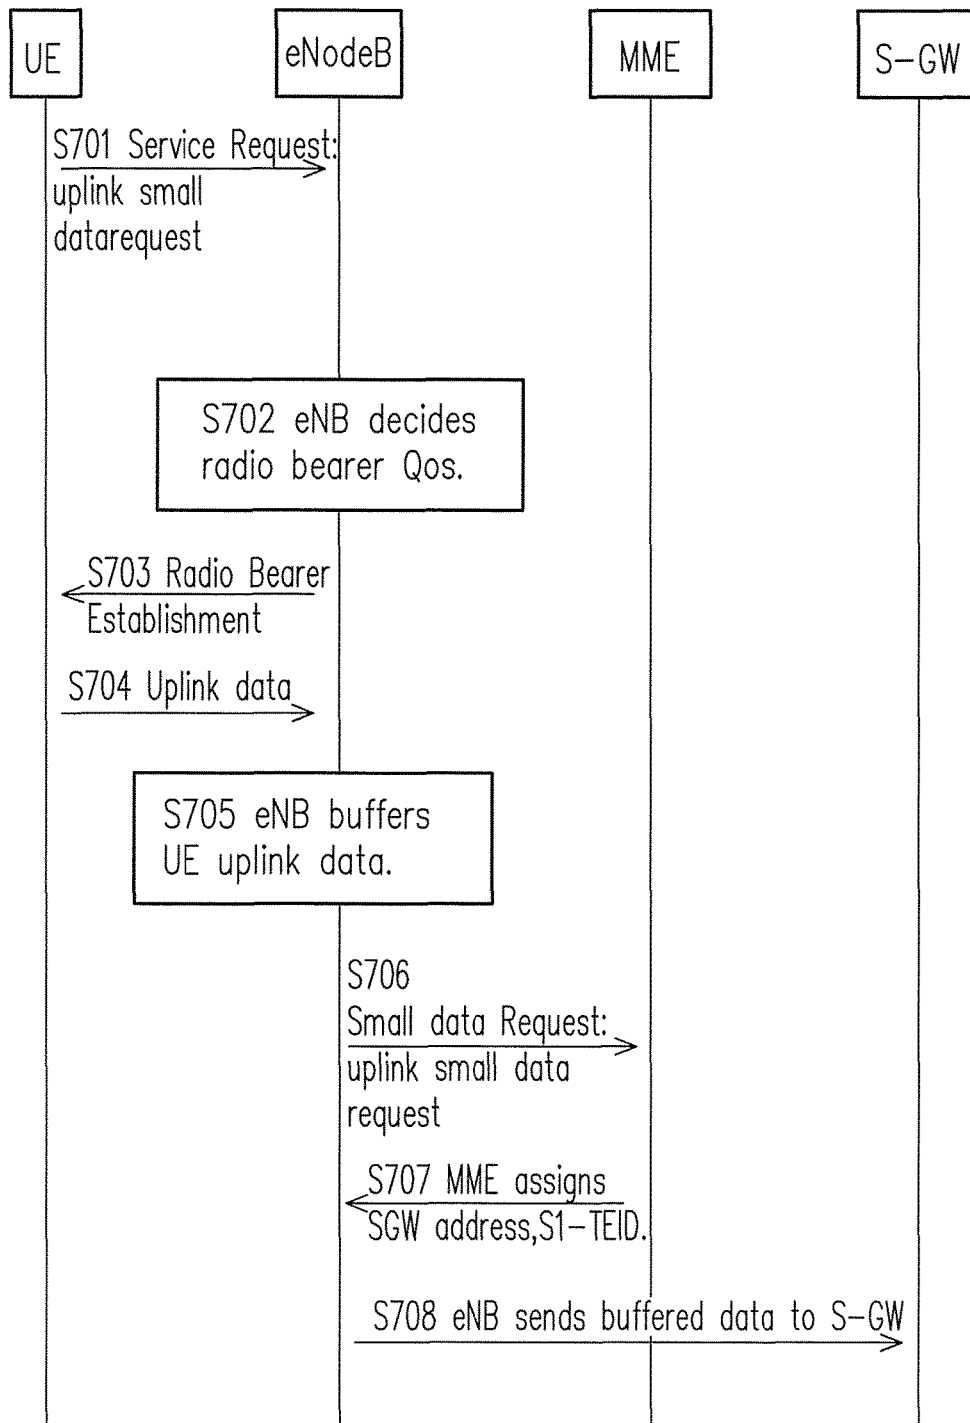 UE
eNodeB
MME
S-GW
S701 Service Request:
uplink small
datarequest
S702 eNB decides
radio bearer Qos.
S703 Radio Bearer
Establishment
S704 Uplink data
S705 eNB buffers
UE uplink data.
S706
Small data Request:
uplink small data
request
S707 MME assigns
SGW address,S1-TEID.
S708 eNB sends buffered data to S-GW